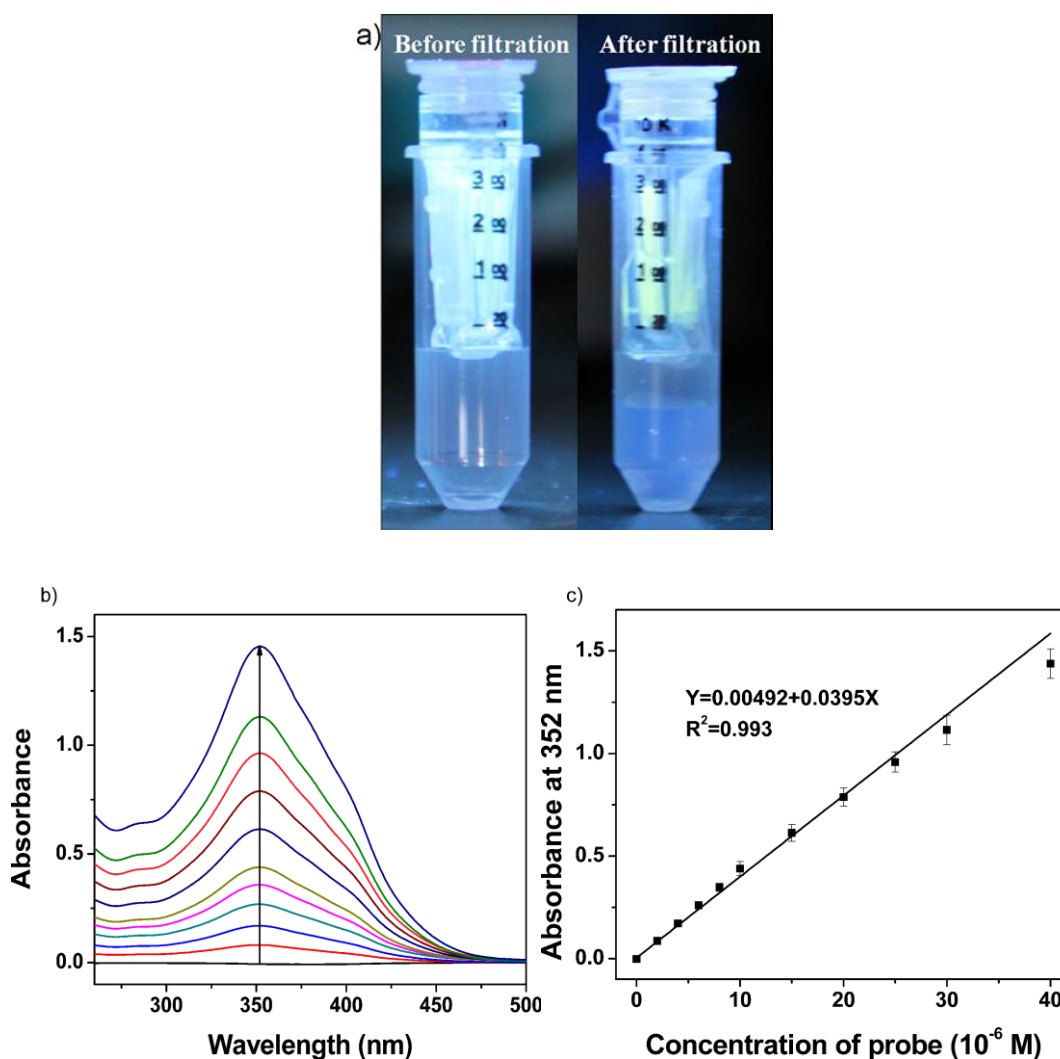 a)
Before filtration
After filtration
3
2
1
0 K
3
2
1
b)
1.5
1.0
0.5
0.0
300
350
400
450
500
Absorbance
Wavelength (nm)
c)
1.5
1.0
0.5
0.0
0
10
20
30
40
Y=0.00492+0.0395X
R²=0.993
Absorbance at 352 nm
Concentration of probe (10⁻⁶ M)